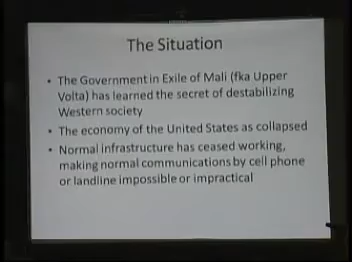 The Situation
• The Government in Exile of Mali (fka Upper
Volta) has learned the secret of destabilizing
Western society
• The economy of the United States as collapsed
• Normal infrastructure has ceased working,
making normal communications by cell phone
or landline impossible or impractical